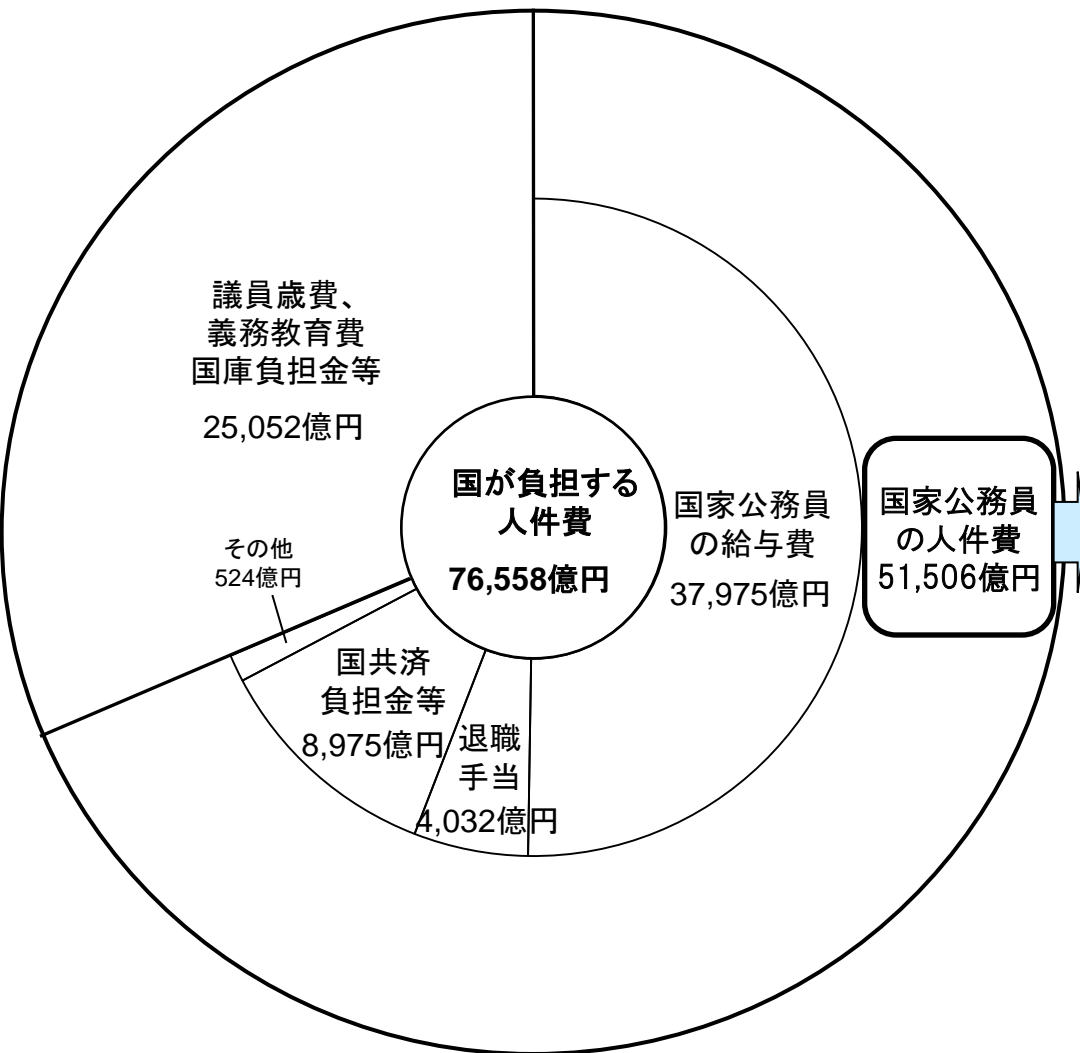 議員歳費、
義務教育費
国庫負担金等
25,052億円
国が負担する
人件費
76,558億円
国家公務員
の給与費
37,975億円
国家公務員
の人件費
51,506億円
その他
524億円
国共済
負担金等
8,975億円
退職
手当
4,032億円